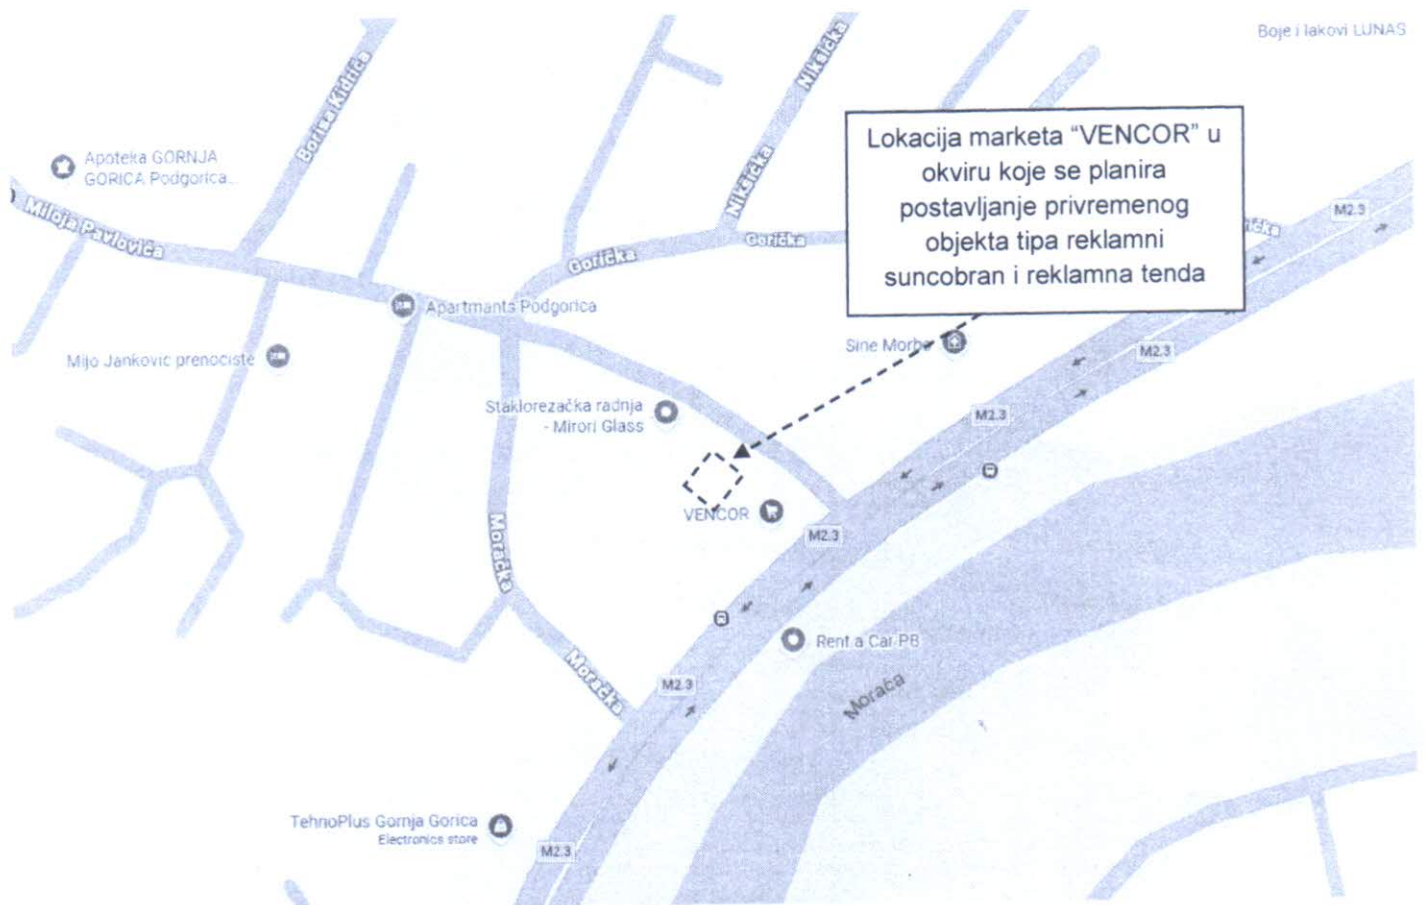 Boje i lakovi LUNAS
Borisa Kidriča
Nikšićka
Nikšićka
Lokacija marketa “VENCOR” u
okviru koje se planira
postavljanje privremenog
objekta tipa reklamni
suncobran i reklamna tenda
Apoteka GORNJA
GORICA Podgorica...
Miloja Pavlovića
Gorička
Gorička
M2.3
Apartmants Podgorica
Mijo Janković prenoćište
Sine Morbo
M2.3
Staklorezačka radnja
- Mirori Glass
M2.3
VENCOR
M2.3
Moračka
Rent a Car PB
Moračka
M2.3
Morača
TehnoPlus Gornja Gorica
Electronics store
M2.3